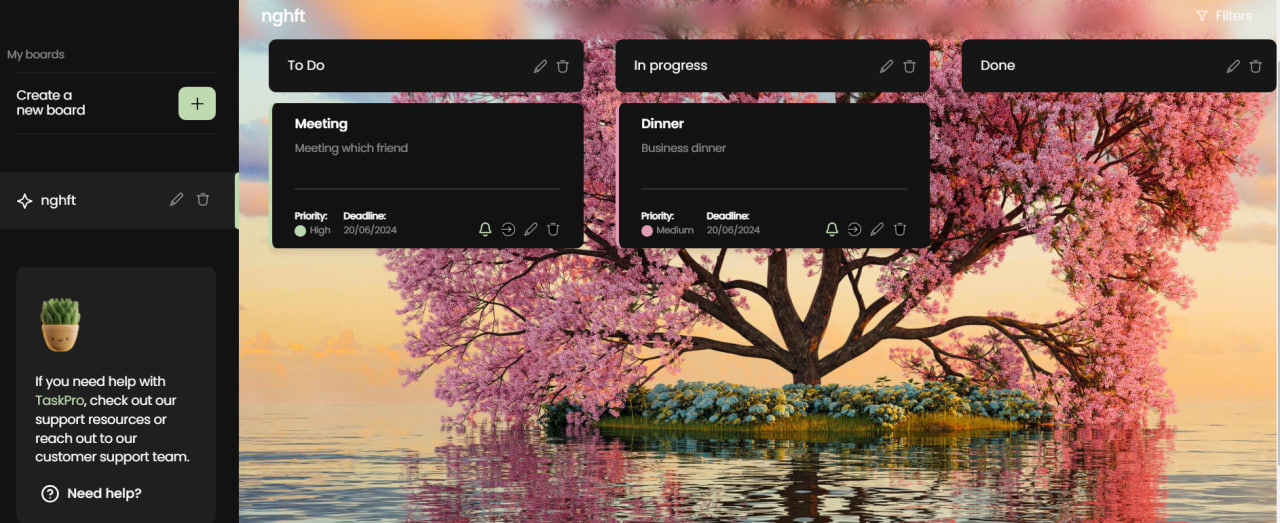 nghft
Filters
My boards
Create a
new board
nghft
If you need help with
TaskPro, check out our
support resources or
reach out to our
customer support team.
Need help?
To Do
Meeting
Meeting which friend
Priority:
Deadline:
High
20/06/2024
In progress
Dinner
Business dinner
Priority:
Deadline:
Medium
20/06/2024
Done